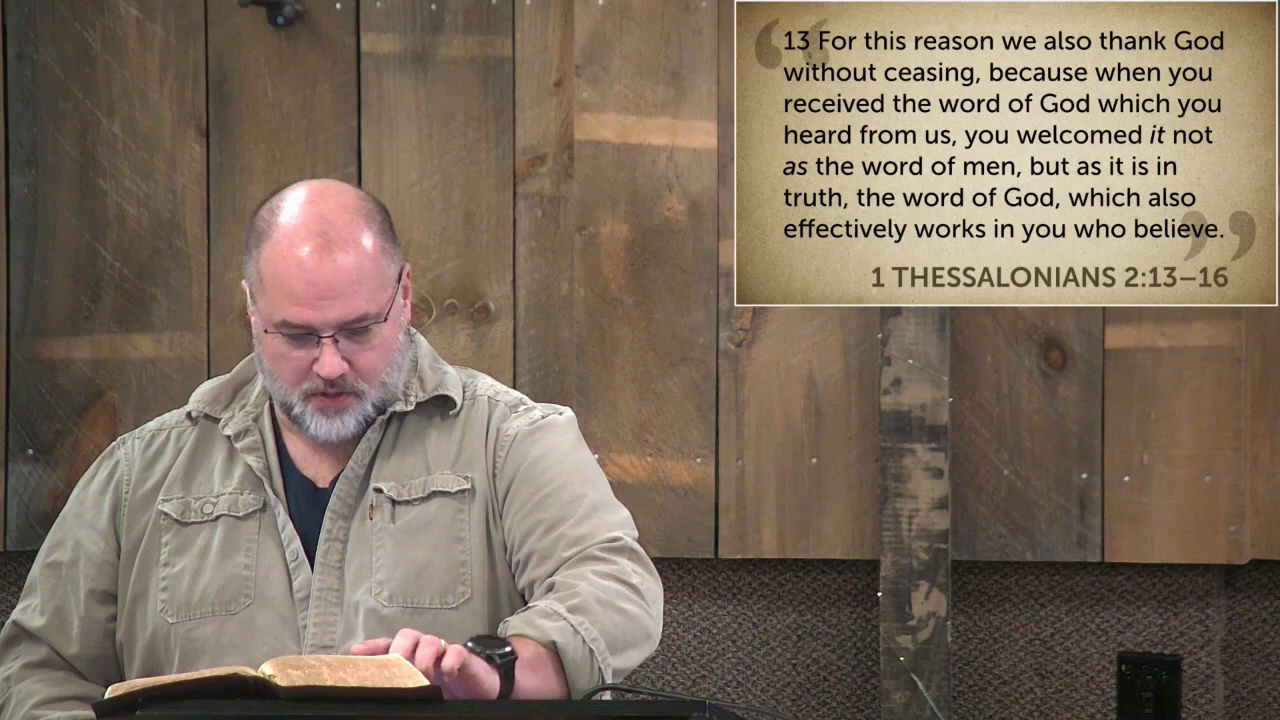 13 For this reason we also thank God
without ceasing, because when you
received the word of God which you
heard from us, you welcomed it not
as the word of men, but as it is in
truth, the word of God, which also
effectively works in you who believe.
1 THESSALONIANS 2:13–16